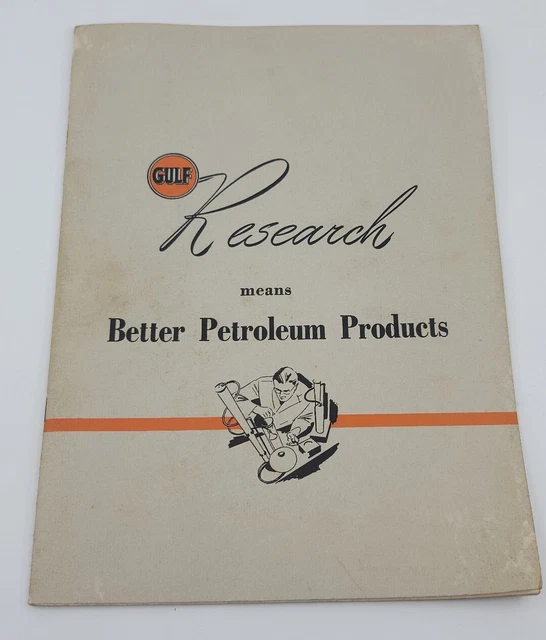 GULF
Research
means
Better Petroleum Products